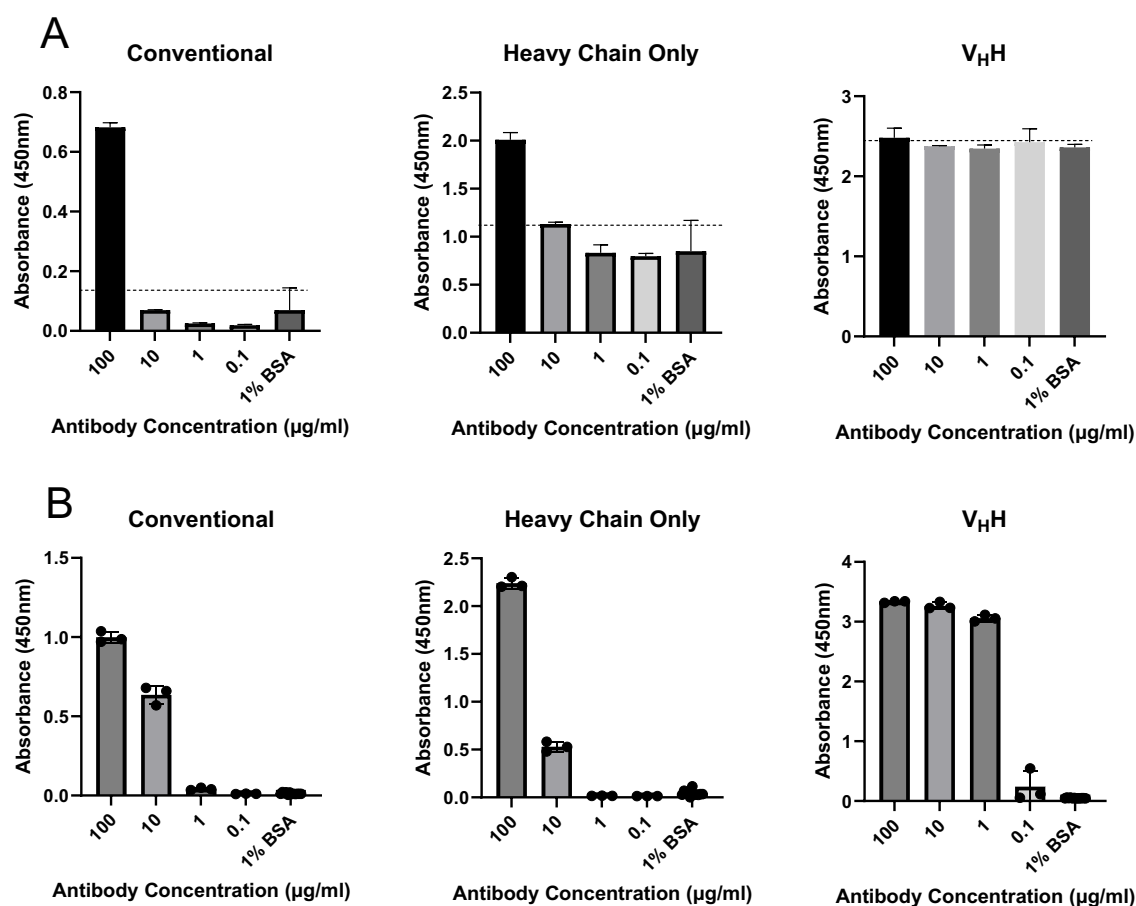 A
Conventional
Heavy Chain Only
VHH
Absorbance (450nm)
0.8
0.6
0.4
0.2
0.0
100
10
1
0.1
1% BSA
Antibody Concentration (µg/ml)
Absorbance (450nm)
2.5
2.0
1.5
1.0
0.5
0.0
100
10
1
0.1
1% BSA
Antibody Concentration (µg/ml)
Absorbance (450nm)
3
2
1
0
100
10
1
0.1
1% BSA
Antibody Concentration (µg/ml)
B
Conventional
Heavy Chain Only
VHH
Absorbance (450nm)
1.5
1.0
0.5
0.0
100
10
1
0.1
1% BSA
Antibody Concentration (µg/ml)
Absorbance (450nm)
2.5
2.0
1.5
1.0
0.5
0.0
100
10
1
0.1
1% BSA
Antibody Concentration (µg/ml)
Absorbance (450nm)
4
3
2
1
0
100
10
1
0.1
1% BSA
Antibody Concentration (µg/ml)